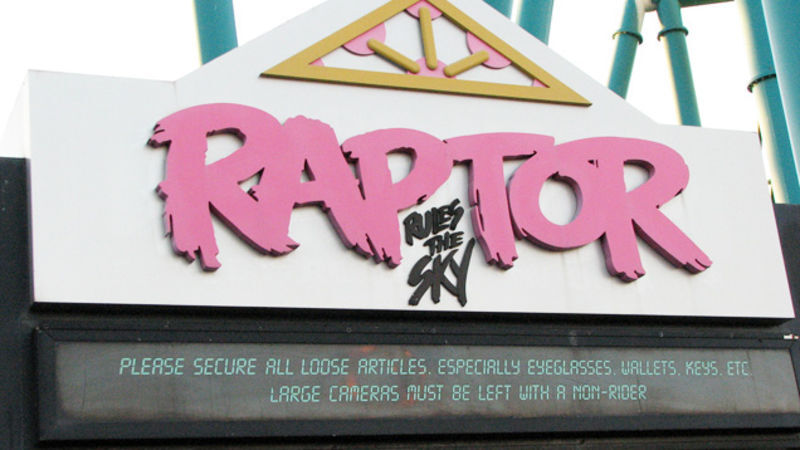 RAPTOR
RULES
THE
SKY
PLEASE SECURE ALL LOOSE ARTICLES, ESPECIALLY EYEGLASSES, WALLETS, KEYS, ETC.
LARGE CAMERAS MUST BE LEFT WITH A NON-RIDER